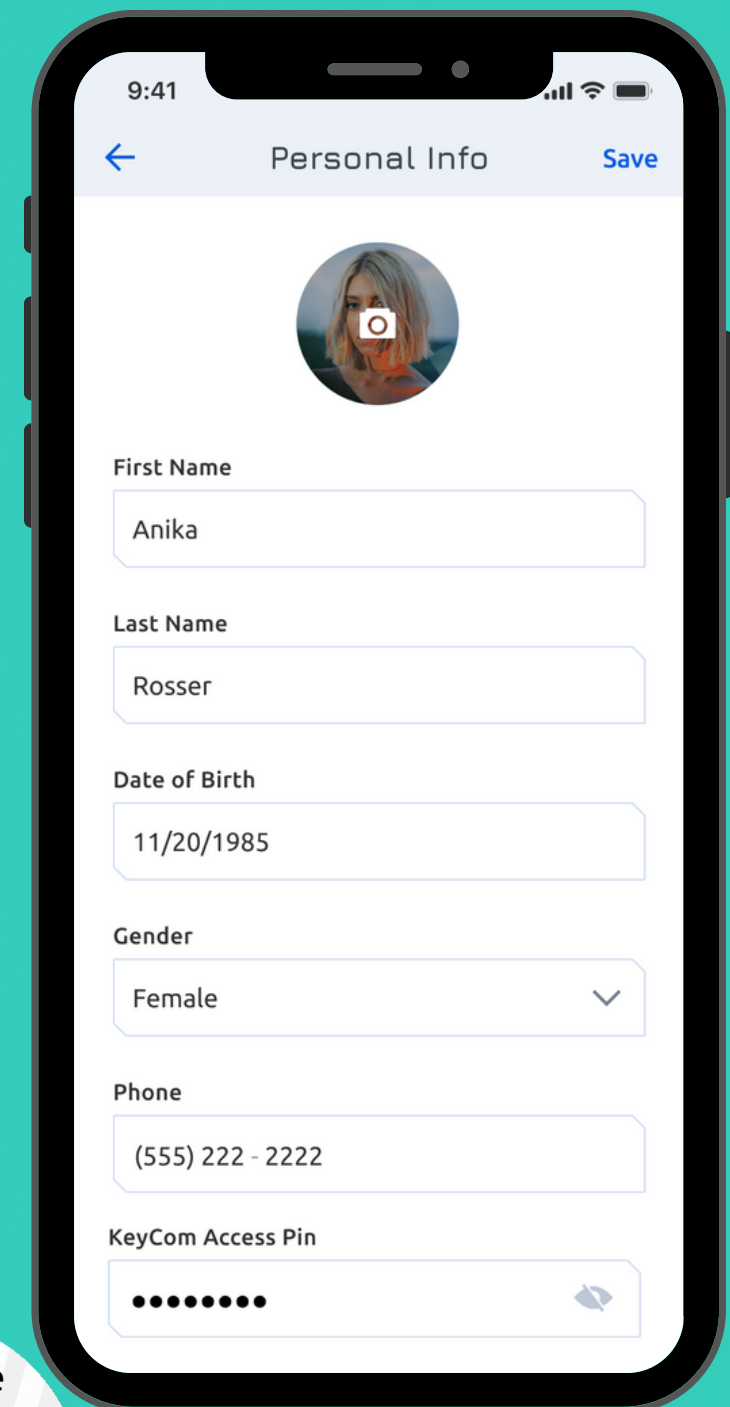 9:41
Personal Info
Save
First Name
Anika
Last Name
Rosser
Date of Birth
11/20/1985
Gender
Female
Phone
(555) 222 - 2222
KeyCom Access Pin
••••••••